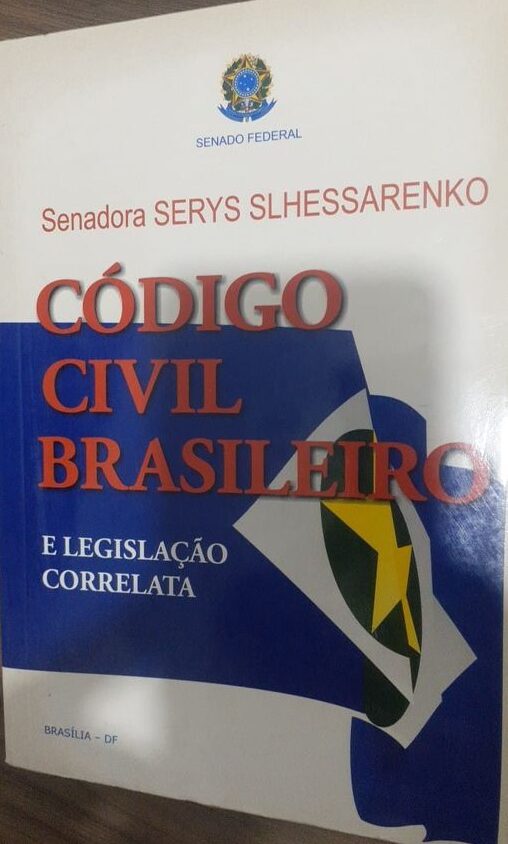 SENADO FEDERAL
Senadora SERYS SLHESSARENKO
CÓDIGO
CIVIL
BRASILEIRO
E LEGISLAÇÃO
CORRELATA
BRASÍLIA – DF